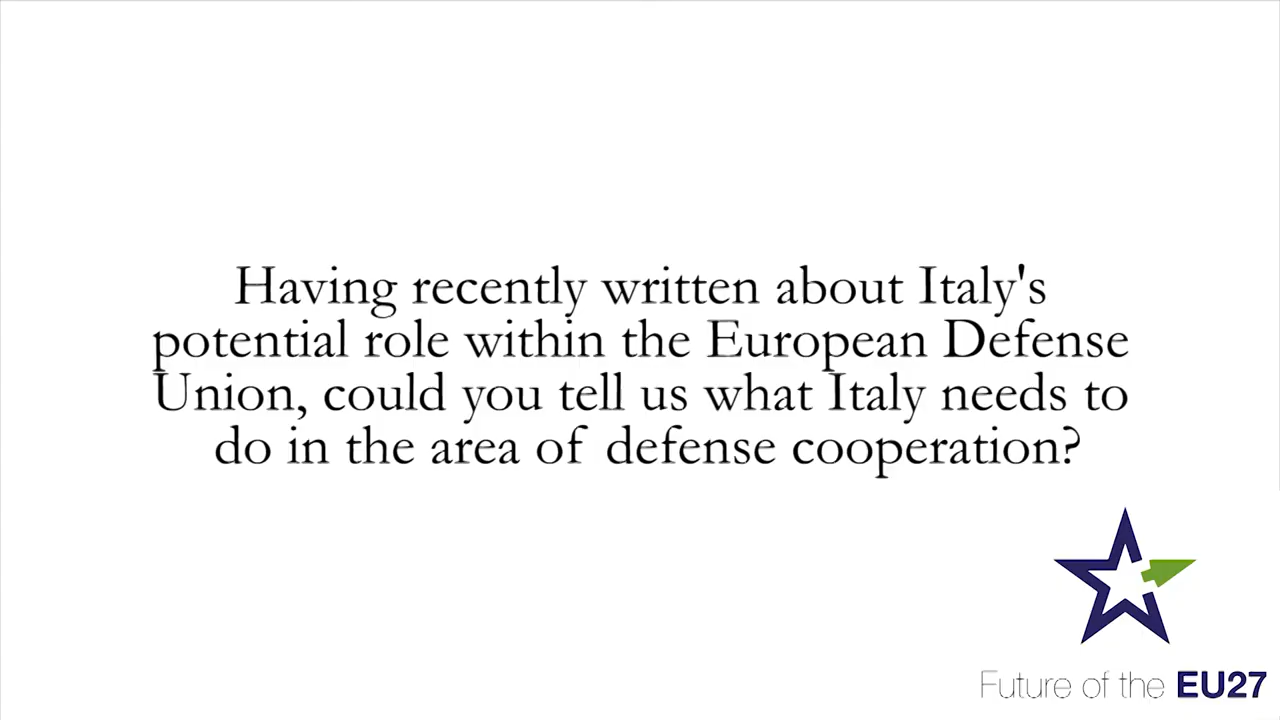 Having recently written about Italy's
potential role within the European Defense
Union, could you tell us what Italy needs to
do in the area of defense cooperation?
Future of the EU27